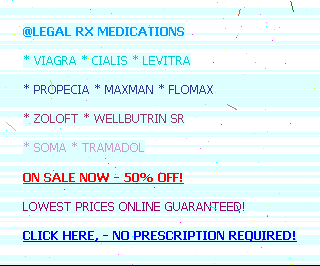 @LEGAL RX MEDICATIONS
* VIAGRA * CIALIS * LEVITRA
* PROPECIA * MAXMAN * FLOMAX
* ZOLOFT * WELLBUTRIN SR
* SOMA * TRAMADOL
ON SALE NOW - 50% OFF!
LOWEST PRICES ONLINE GUARANTEED!
CLICK HERE, - NO PRESCRIPTION REQUIRED!